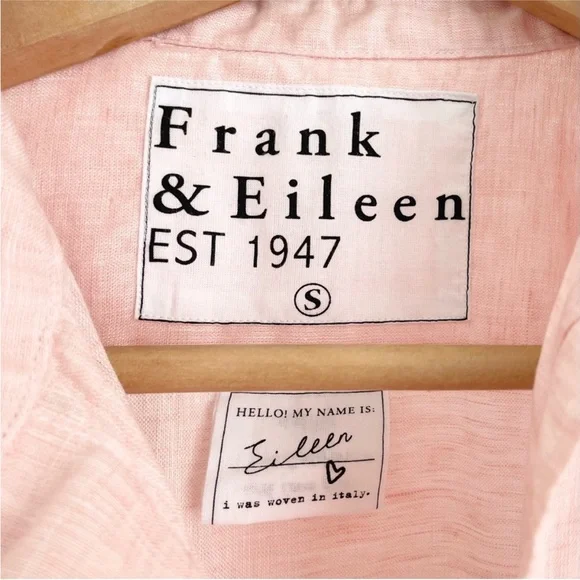 Frank
& Eileen
EST 1947
S
HELLO! MY NAME IS:
Eileen
i was woven in italy.